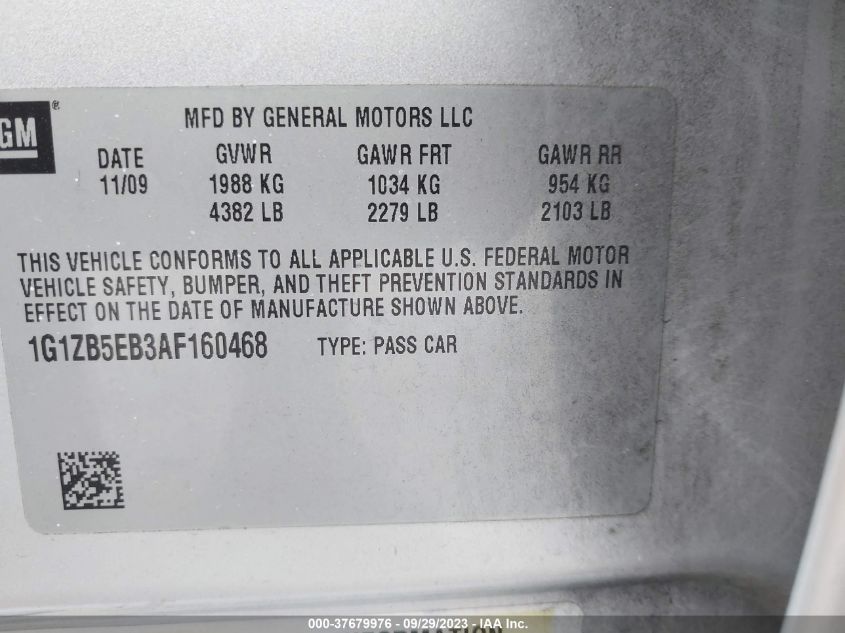 GM®
MFD BY GENERAL MOTORS LLC
DATE GVWR GAWR FRT GAWR RR
11/09 1988 KG 1034 KG 954 KG
4382 LB 2279 LB 2103 LB
THIS VEHICLE CONFORMS TO ALL APPLICABLE U.S. FEDERAL MOTOR
VEHICLE SAFETY, BUMPER, AND THEFT PREVENTION STANDARDS IN
EFFECT ON THE DATE OF MANUFACTURE SHOWN ABOVE.
1G1ZB5EB3AF160468 TYPE: PASS CAR
000-37679976 - 09/29/2023 - Copyright © 2023 IAA, Inc.